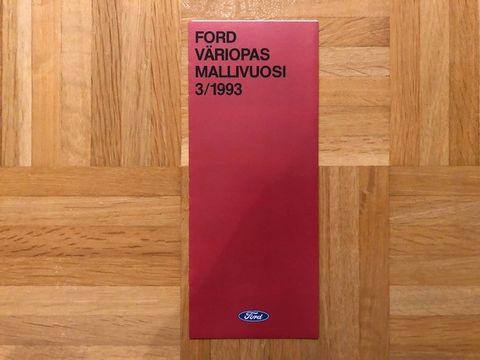 FORD
VÄRIOPAS
MALLIVUOSI
3/1993
Ford